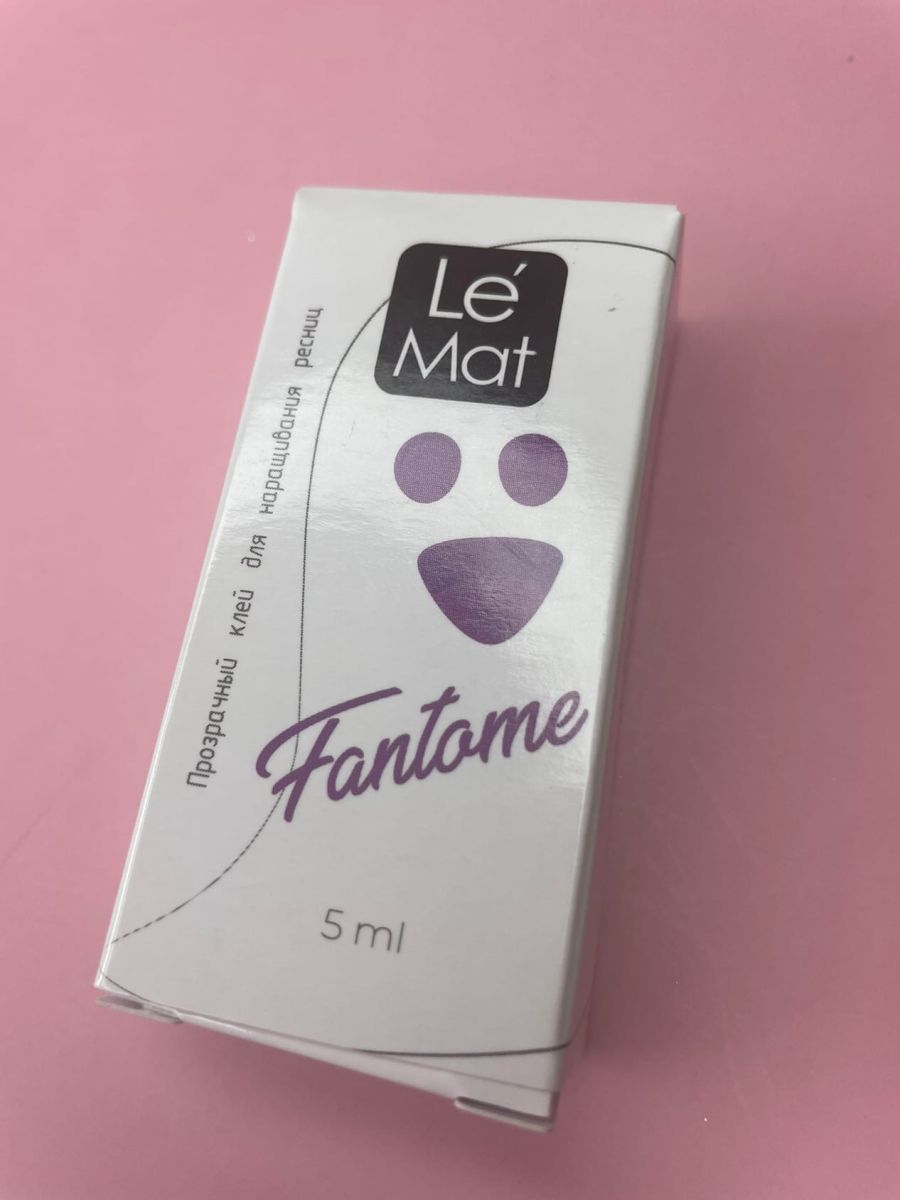 Lé
Mat
Прозрачный клей для наращивания ресниц
Fantome
5 ml